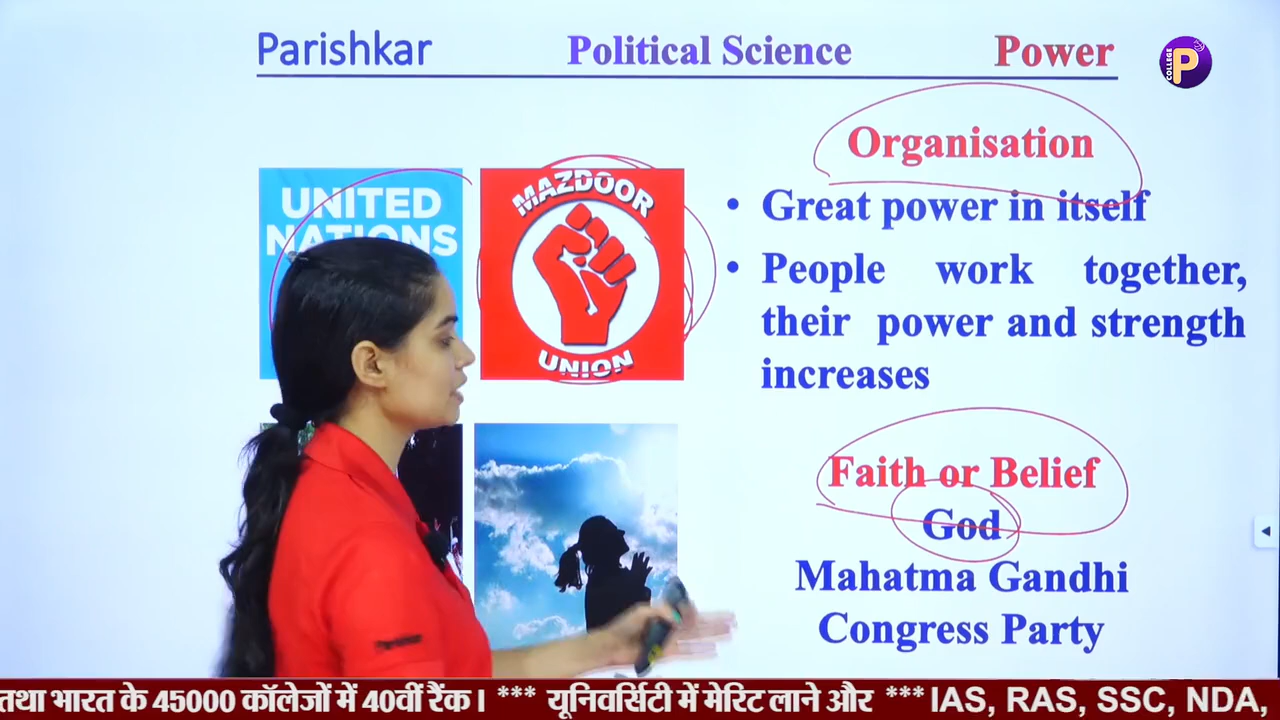 Parishkar
Political Science
Power
COLLEGE
P
Organisation
• Great power in itself
• People work together,
their power and strength
increases
UNITED
NATIONS
MAZDOOR
UNION
Faith or Belief
God
Mahatma Gandhi
Congress Party
तथा भारत के 45000 कॉलेजों में 40वीं रैंक। *** यूनिवर्सिटी में मेरिट लाने और *** IAS, RAS, SSC, NDA,